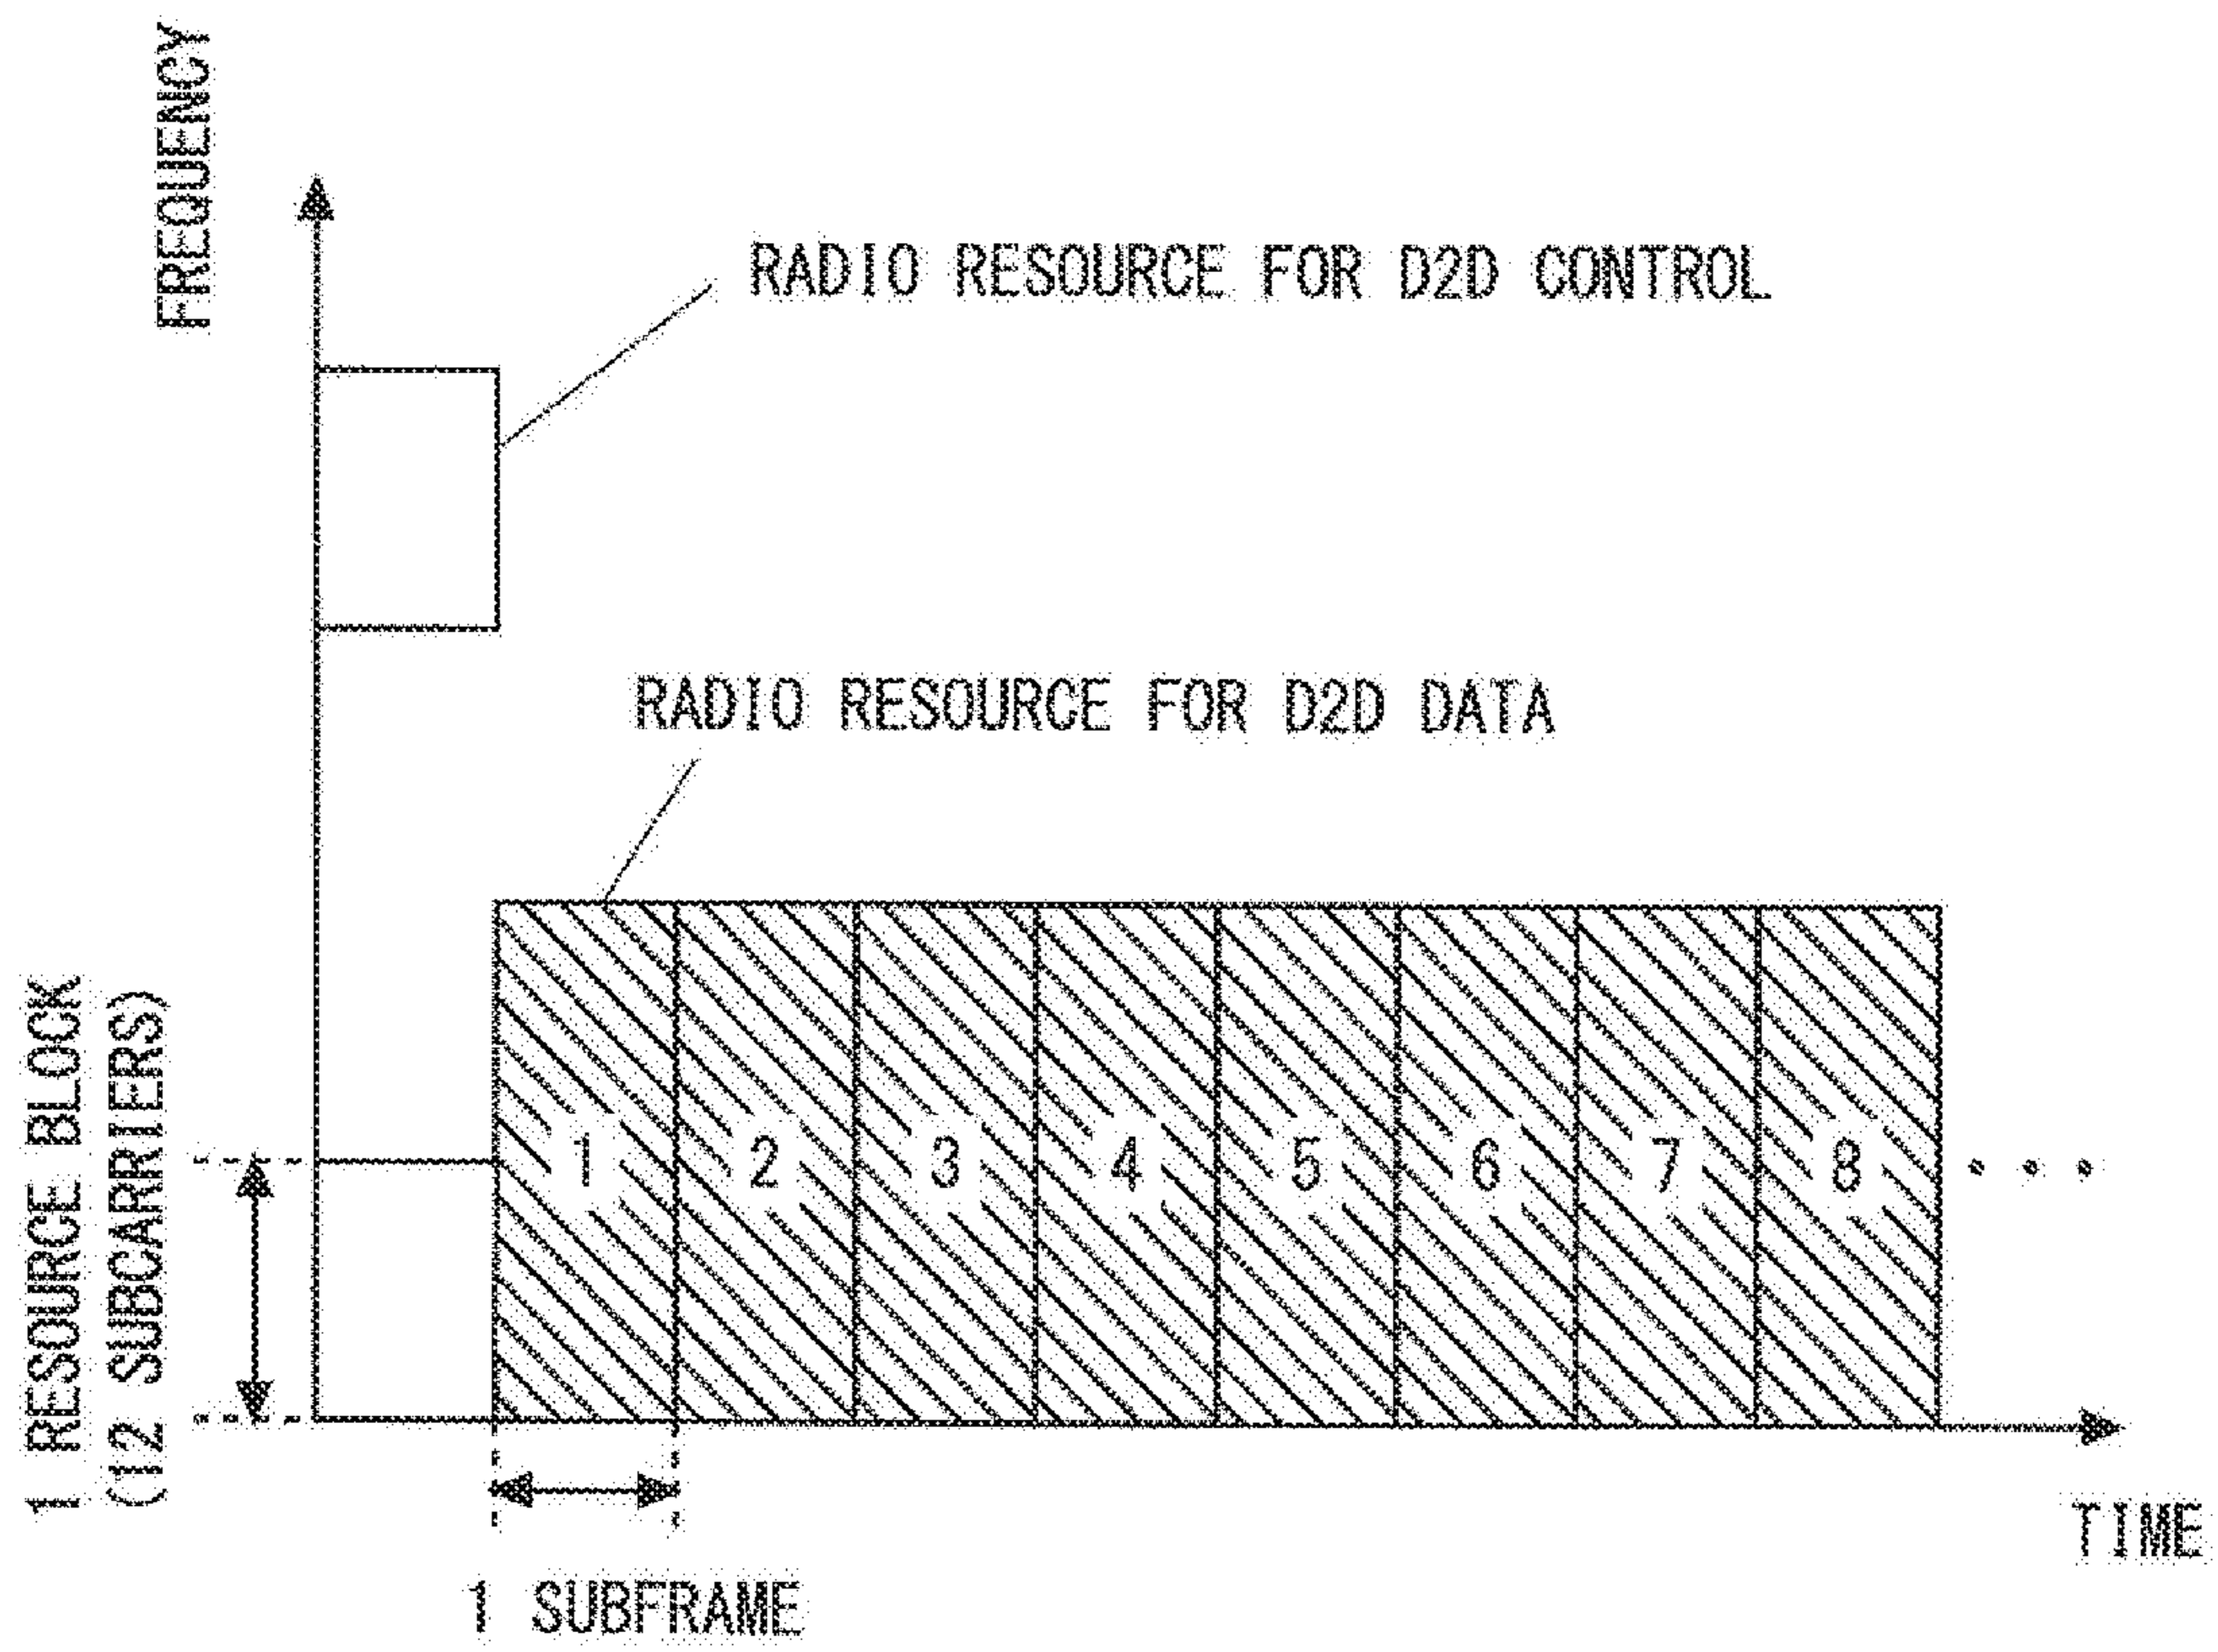 FREQUENCY
RADIO RESOURCE FOR D2D CONTROL
RADIO RESOURCE FOR D2D DATA
1 RESOURCE BLOCK
(12 SUBCARRIERS)
1 2 3 4 5 6 7 8 • • •
TIME
1 SUBFRAME